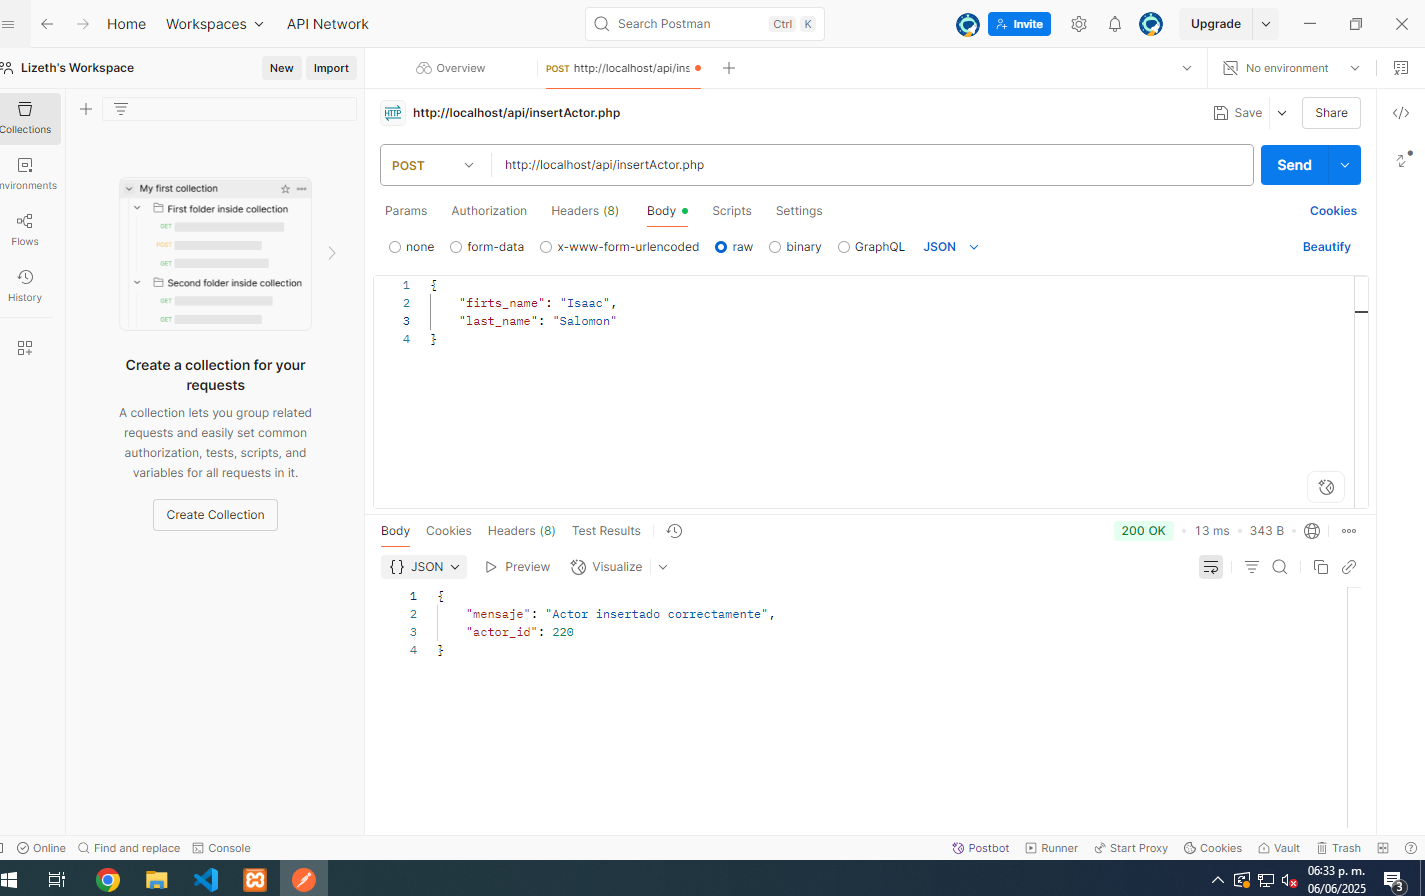 Home
Workspaces
API Network
Search Postman
Ctrl K
Invite
Upgrade
Lizeth's Workspace
New
Import
Overview
POST http://localhost/api/ins
No environment
Collections
nvironments
Flows
History
My first collection
First folder inside collection
GET
POST
GET
Second folder inside collection
GET
GET
GET
Create a collection for your
requests
A collection lets you group related
requests and easily set common
authorization, tests, scripts, and
variables for all requests in it.
Create Collection
HTTP http://localhost/api/insertActor.php
Save
Share
POST
http://localhost/api/insertActor.php
Send
Params
Authorization
Headers (8)
Body
Scripts
Settings
Cookies
none
form-data
x-www-form-urlencoded
raw
binary
GraphQL
JSON
Beautify
1 {
2 "firts_name": "Isaac",
3 "last_name": "Salomon"
4 }
Body
Cookies
Headers (8)
Test Results
200 OK
13 ms
343 B
{} JSON
Preview
Visualize
1 {
2 "mensaje": "Actor insertado correctamente",
3 "actor_id": 220
4 }
Online
Find and replace
Console
Postbot
Runner
Start Proxy
Cookies
Vault
Trash
06:33 p. m.
06/06/2025
3